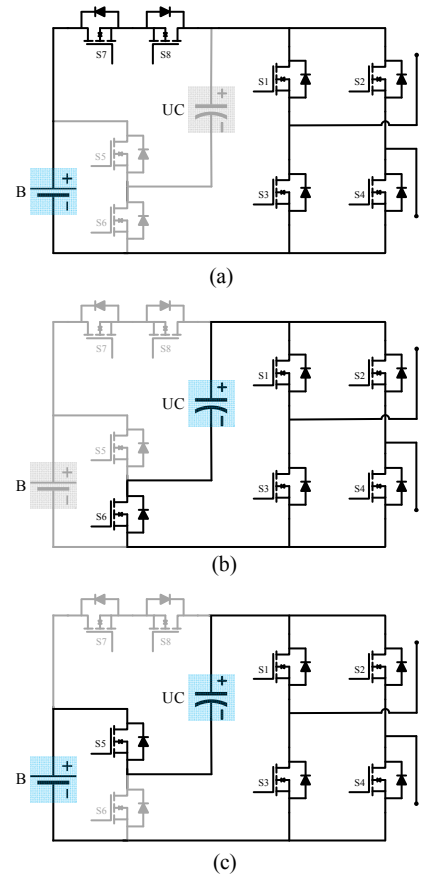 S7 S8
UC + −
S1 S2
S5
B + −
S6
S3 S4
(a)
S7 S8
UC + −
S1 S2
S5
B + −
S6
S3 S4
(b)
S7 S8
UC + −
S1 S2
S5
B + −
S6
S3 S4
(c)